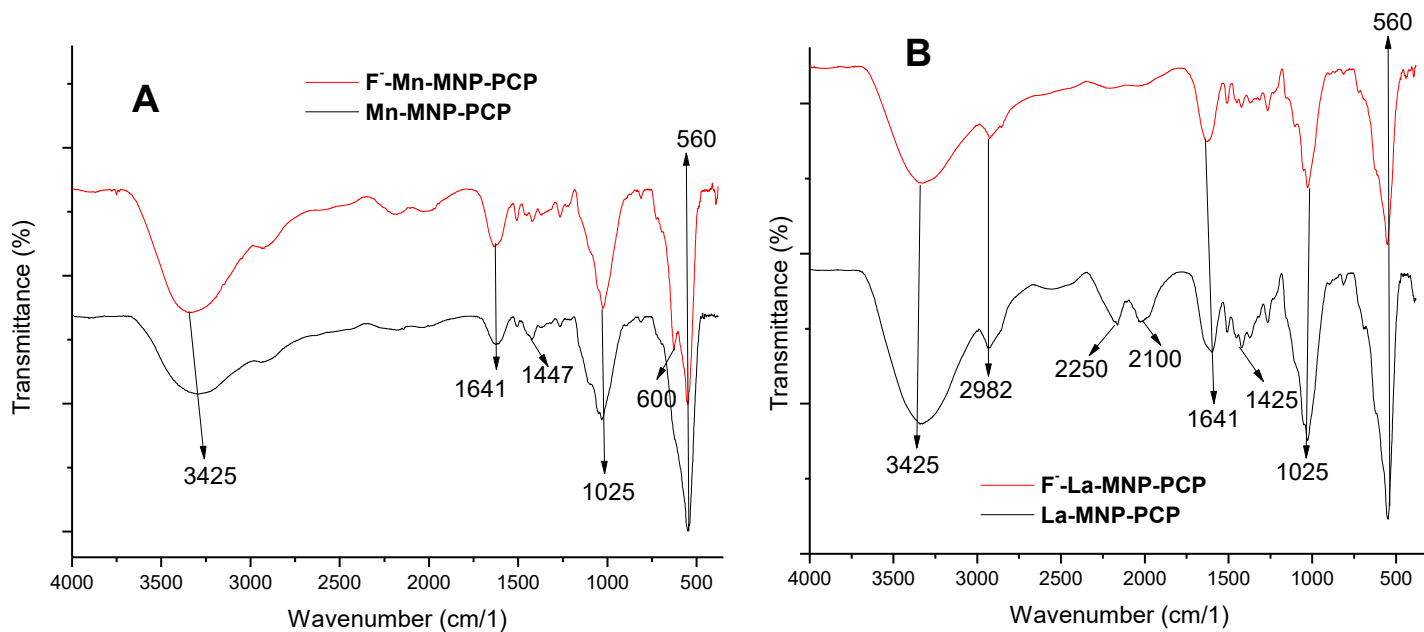 A
F⁻-Mn-MNP-PCP
Mn-MNP-PCP
560
3425
1641
1447
600
1025
Transmittance (%)
4000 3500 3000 2500 2000 1500 1000 500
Wavenumber (cm/1)
B
560
3425
2982
2250
2100
1641
1425
1025
F⁻-La-MNP-PCP
La-MNP-PCP
Transmittance (%)
4000 3500 3000 2500 2000 1500 1000 500
Wavenumber (cm/1)